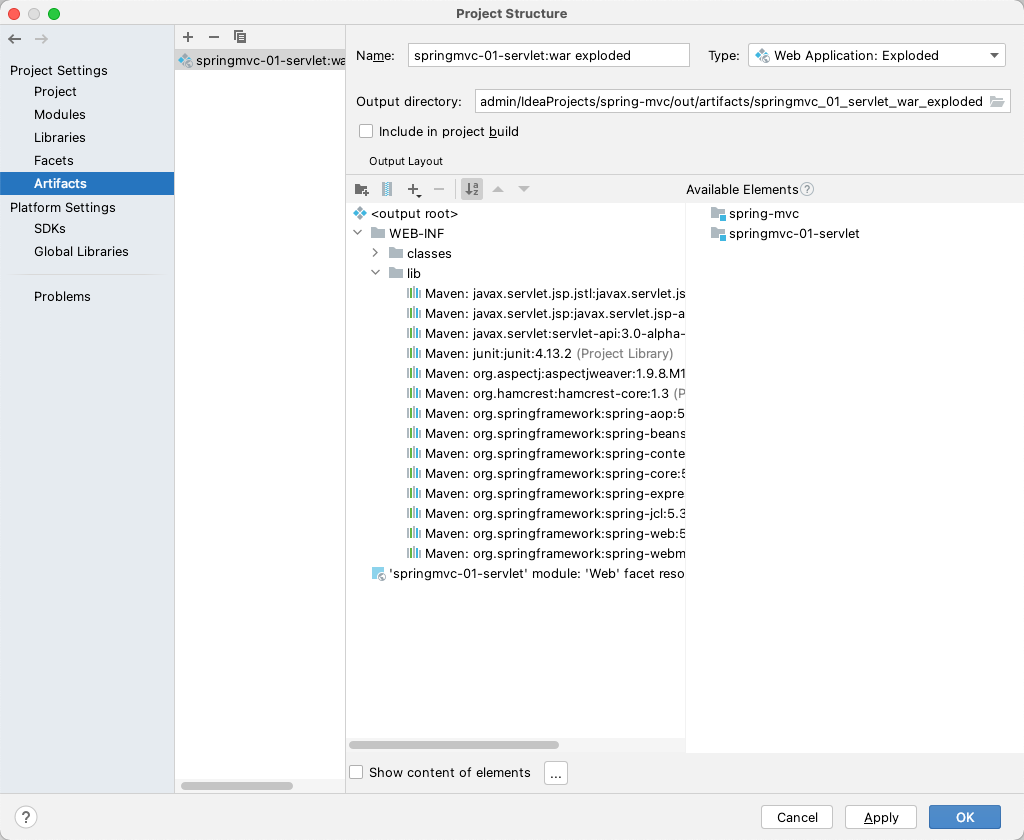 Project Structure
Project Settings
Project
Modules
Libraries
Facets
Artifacts
Platform Settings
SDKs
Global Libraries
Problems
springmvc-01-servlet:wa
Name:
springmvc-01-servlet:war exploded
Type:
Web Application: Exploded
Output directory:
admin/IdeaProjects/spring-mvc/out/artifacts/springmvc_01_servlet_war_exploded
Include in project build
Output Layout
Available Elements ?
<output root>
WEB-INF
classes
lib
Maven: javax.servlet.jsp.jstl:javax.servlet.js
Maven: javax.servlet.jsp:javax.servlet.jsp-a
Maven: javax.servlet:servlet-api:3.0-alpha-
Maven: junit:junit:4.13.2 (Project Library)
Maven: org.aspectj:aspectjweaver:1.9.8.M1
Maven: org.hamcrest:hamcrest-core:1.3 (P
Maven: org.springframework:spring-aop:5
Maven: org.springframework:spring-beans
Maven: org.springframework:spring-conte
Maven: org.springframework:spring-core:5
Maven: org.springframework:spring-expre
Maven: org.springframework:spring-jcl:5.3
Maven: org.springframework:spring-web:5
Maven: org.springframework:spring-webm
'springmvc-01-servlet' module: 'Web' facet reso
spring-mvc
springmvc-01-servlet
Show content of elements
...
?
Cancel
Apply
OK